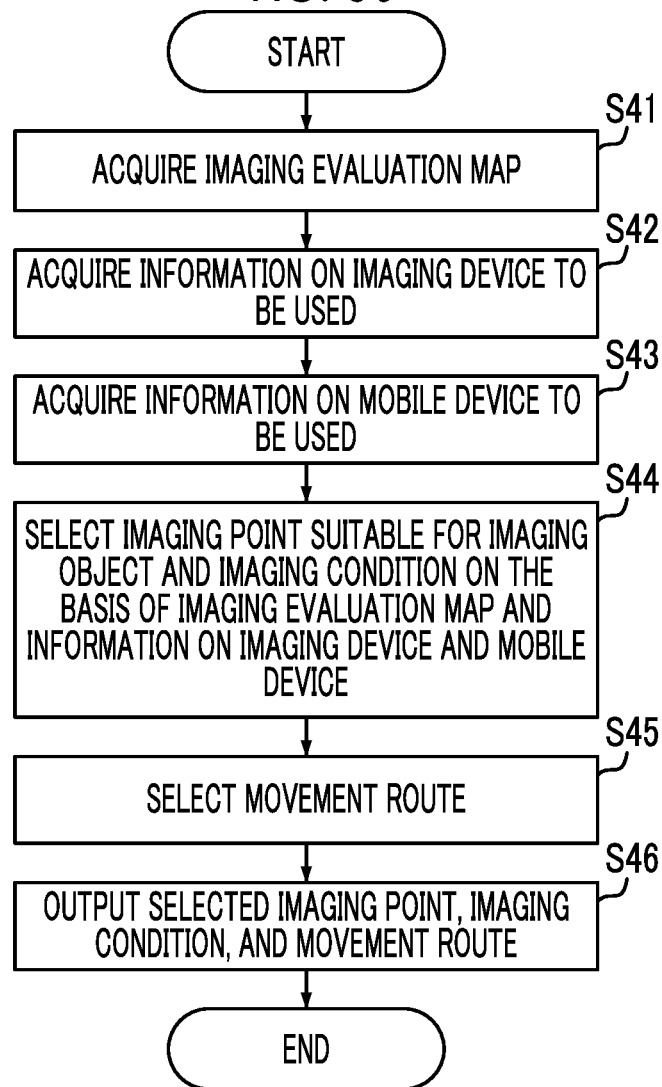 START
S41
ACQUIRE IMAGING EVALUATION MAP
S42
ACQUIRE INFORMATION ON IMAGING DEVICE TO
BE USED
S43
ACQUIRE INFORMATION ON MOBILE DEVICE TO
BE USED
S44
SELECT IMAGING POINT SUITABLE FOR IMAGING
OBJECT AND IMAGING CONDITION ON THE
BASIS OF IMAGING EVALUATION MAP AND
INFORMATION ON IMAGING DEVICE AND MOBILE
DEVICE
S45
SELECT MOVEMENT ROUTE
S46
OUTPUT SELECTED IMAGING POINT, IMAGING
CONDITION, AND MOVEMENT ROUTE
END